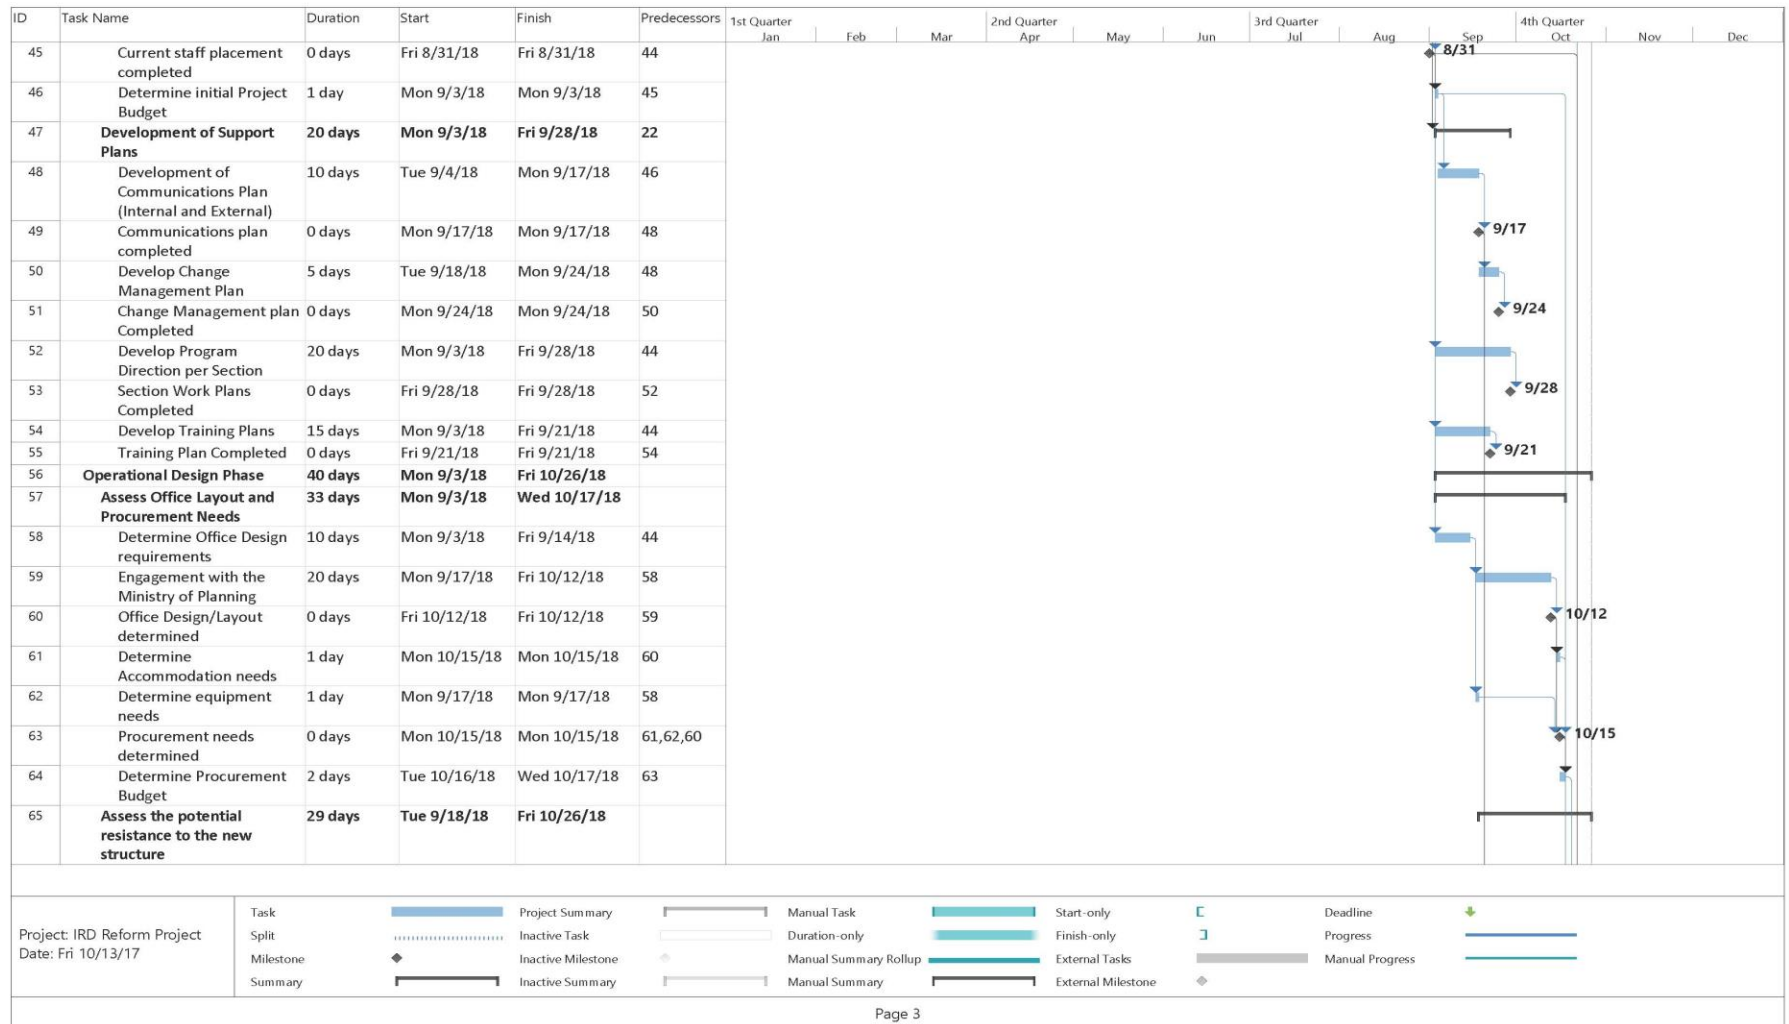 ID Task Name Duration Start Finish Predecessors 1st Quarter 2nd Quarter 3rd Quarter 4th Quarter
Jan Feb Mar Apr May Jun Jul Aug Sep Oct Nov Dec
45 Current staff placement 0 days Fri 8/31/18 Fri 8/31/18 44 8/31
completed
46 Determine initial Project 1 day Mon 9/3/18 Mon 9/3/18 45
Budget
47 Development of Support 20 days Mon 9/3/18 Fri 9/28/18 22
Plans
48 Development of 10 days Tue 9/4/18 Mon 9/17/18 46
Communications Plan
(Internal and External)
49 Communications plan 0 days Mon 9/17/18 Mon 9/17/18 48 9/17
completed
50 Develop Change 5 days Tue 9/18/18 Mon 9/24/18 48
Management Plan
51 Change Management plan 0 days Mon 9/24/18 Mon 9/24/18 50 9/24
Completed
52 Develop Program 20 days Mon 9/3/18 Fri 9/28/18 44
Direction per Section
53 Section Work Plans 0 days Fri 9/28/18 Fri 9/28/18 52 9/28
Completed
54 Develop Training Plans 15 days Mon 9/3/18 Fri 9/21/18 44
55 Training Plan Completed 0 days Fri 9/21/18 Fri 9/21/18 54 9/21
56 Operational Design Phase 40 days Mon 9/3/18 Fri 10/26/18
57 Assess Office Layout and 33 days Mon 9/3/18 Wed 10/17/18
Procurement Needs
58 Determine Office Design 10 days Mon 9/3/18 Fri 9/14/18 44
requirements
59 Engagement with the 20 days Mon 9/17/18 Fri 10/12/18 58
Ministry of Planning
60 Office Design/Layout 0 days Fri 10/12/18 Fri 10/12/18 59 10/12
determined
61 Determine 1 day Mon 10/15/18 Mon 10/15/18 60
Accommodation needs
62 Determine equipment 1 day Mon 9/17/18 Mon 9/17/18 58
needs
63 Procurement needs 0 days Mon 10/15/18 Mon 10/15/18 61,62,60 10/15
determined
64 Determine Procurement 2 days Tue 10/16/18 Wed 10/17/18 63
Budget
65 Assess the potential 29 days Tue 9/18/18 Fri 10/26/18
resistance to the new
structure
Project: IRD Reform Project
Date: Fri 10/13/17
Task Project Summary Manual Task Start-only Deadline
Split Inactive Task Duration-only Finish-only Progress
Milestone Inactive Milestone Manual Summary Rollup External Tasks Manual Progress
Summary Inactive Summary Manual Summary External Milestone
Page 3